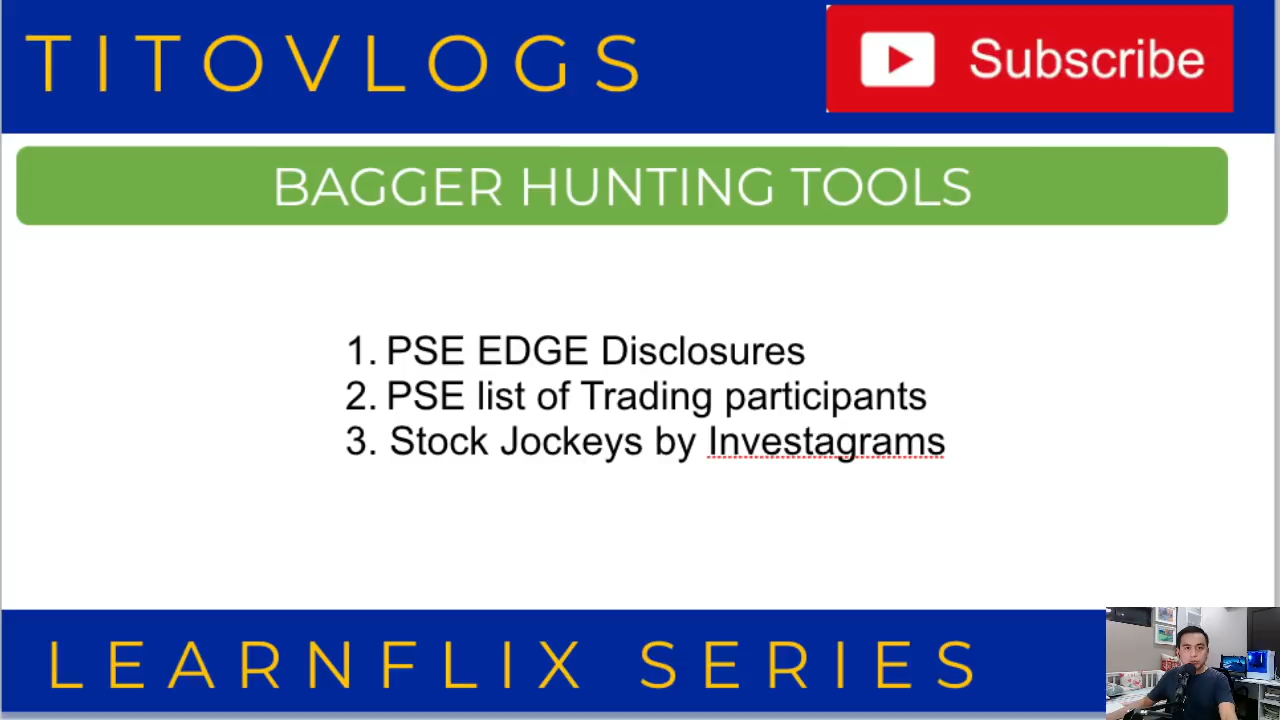 TITOVLOGS
Subscribe
BAGGER HUNTING TOOLS
1. PSE EDGE Disclosures
2. PSE list of Trading participants
3. Stock Jockeys by Investagrams
LEARNFLIX SERIES